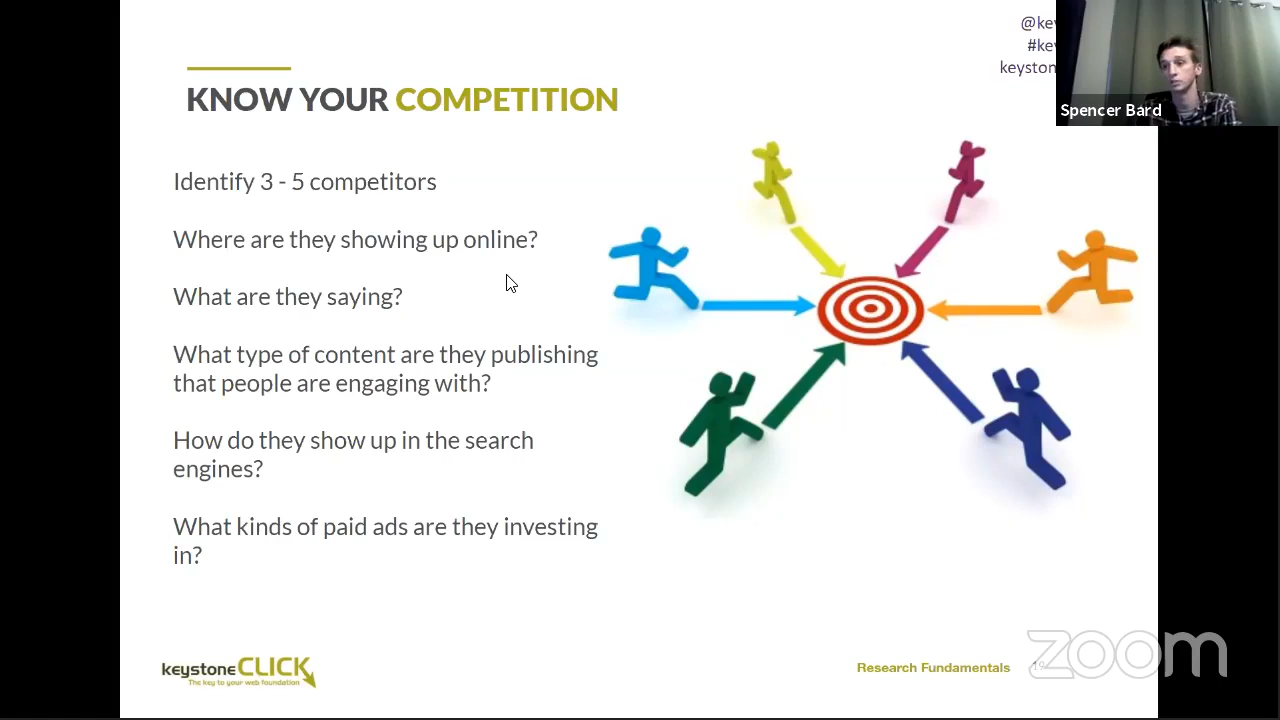 @key
#key
keyston
Spencer Bard
KNOW YOUR COMPETITION
Identify 3 - 5 competitors
Where are they showing up online?
What are they saying?
What type of content are they publishing
that people are engaging with?
How do they show up in the search
engines?
What kinds of paid ads are they investing
in?
keystoneCLICK
The key to your web foundation
Research Fundamentals
zoom